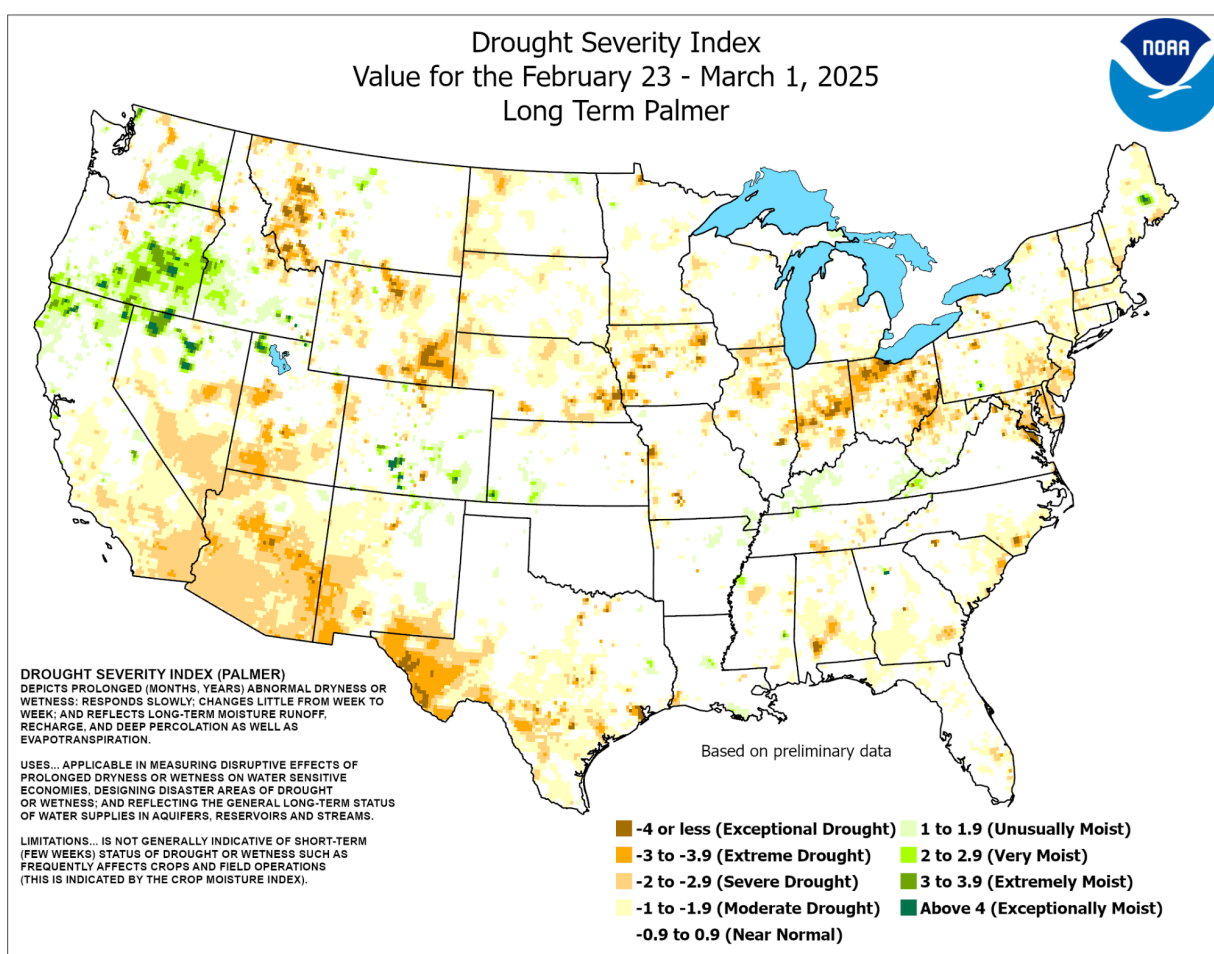 Drought Severity Index
Value for the February 23 - March 1, 2025
Long Term Palmer
NOAA
DROUGHT SEVERITY INDEX (PALMER)
DEPICTS PROLONGED (MONTHS, YEARS) ABNORMAL DRYNESS OR
WETNESS: RESPONDS SLOWLY; CHANGES LITTLE FROM WEEK TO
WEEK; AND REFLECTS LONG-TERM MOISTURE RUNOFF,
RECHARGE, AND DEEP PERCOLATION AS WELL AS
EVAPOTRANSPIRATION.
USES... APPLICABLE IN MEASURING DISRUPTIVE EFFECTS OF
PROLONGED DRYNESS OR WETNESS ON WATER SENSITIVE
ECONOMIES, DESIGNING DISASTER AREAS OF DROUGHT
OR WETNESS; AND REFLECTING THE GENERAL LONG-TERM STATUS
OF WATER SUPPLIES IN AQUIFERS, RESERVOIRS AND STREAMS.
LIMITATIONS... IS NOT GENERALLY INDICATIVE OF SHORT-TERM
(FEW WEEKS) STATUS OF DROUGHT OR WETNESS SUCH AS
FREQUENTLY AFFECTS CROPS AND FIELD OPERATIONS
(THIS IS INDICATED BY THE CROP MOISTURE INDEX).
Based on preliminary data
-4 or less (Exceptional Drought)
-3 to -3.9 (Extreme Drought)
-2 to -2.9 (Severe Drought)
-1 to -1.9 (Moderate Drought)
-0.9 to 0.9 (Near Normal)
1 to 1.9 (Unusually Moist)
2 to 2.9 (Very Moist)
3 to 3.9 (Extremely Moist)
Above 4 (Exceptionally Moist)